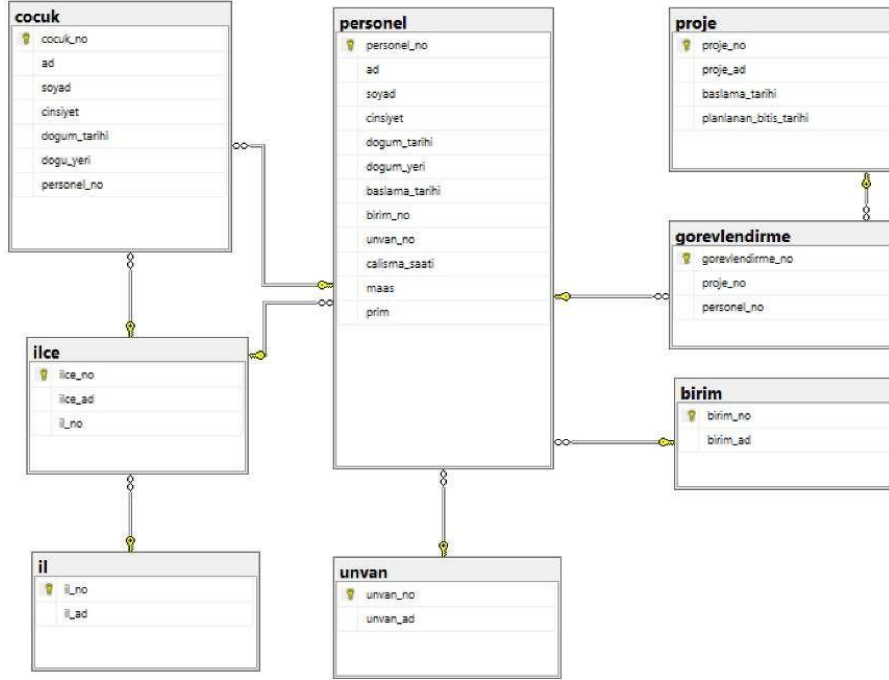 cocuk
cocuk_no
ad
soyad
cinsiyet
dogum_tarihi
dogu_yeri
personel_no
personel
personel_no
ad
soyad
cinsiyet
dogum_tarihi
dogum_yeri
baslama_tarihi
birim_no
unvan_no
calisma_saati
maas
prim
proje
proje_no
proje_ad
baslama_tarihi
planlanan_bitis_tarihi
gorevlendirme
gorevlendirme_no
proje_no
personel_no
ilce
ilce_no
ilce_ad
il_no
birim
birim_no
birim_ad
il
il_no
il_ad
unvan
unvan_no
unvan_ad